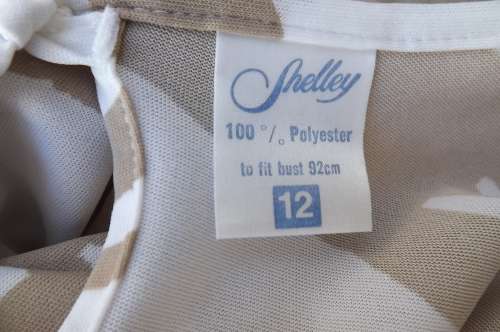 Shelley
100 % Polyester
to fit bust 92cm
12